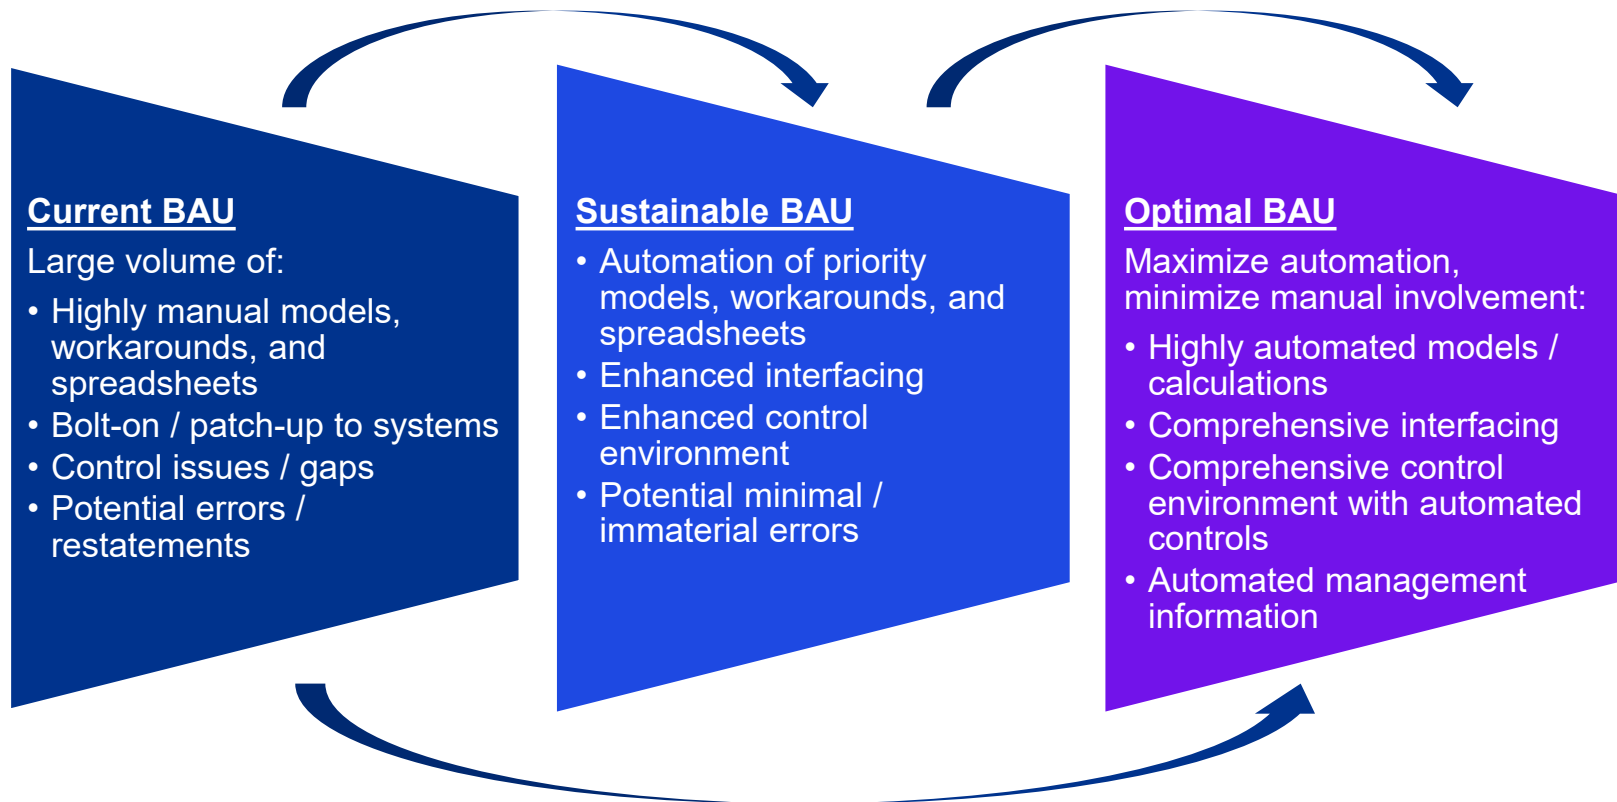 Current BAU
Large volume of:
• Highly manual models,
workarounds, and
spreadsheets
• Bolt-on / patch-up to systems
• Control issues / gaps
• Potential errors /
restatements
Sustainable BAU
• Automation of priority
models, workarounds, and
spreadsheets
• Enhanced interfacing
• Enhanced control
environment
• Potential minimal /
immaterial errors
Optimal BAU
Maximize automation,
minimize manual involvement:
• Highly automated models /
calculations
• Comprehensive interfacing
• Comprehensive control
environment with automated
controls
• Automated management
information